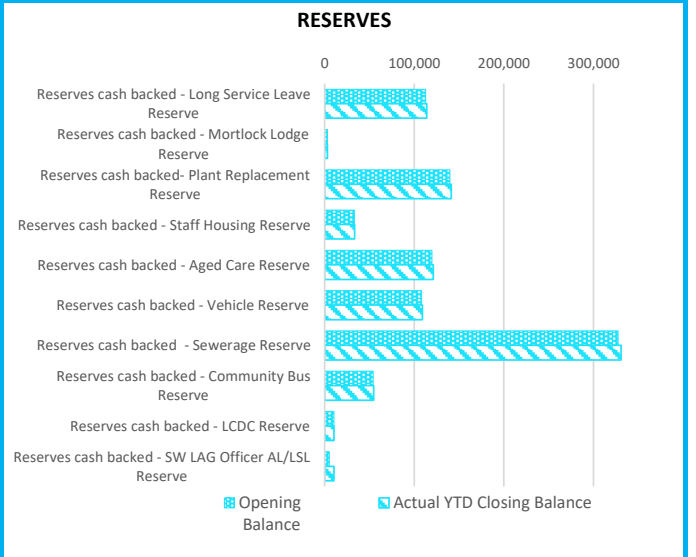 RESERVES
0 100,000 200,000 300,000
Reserves cash backed - Long Service Leave
Reserve
Reserves cash backed - Mortlock Lodge
Reserve
Reserves cash backed- Plant Replacement
Reserve
Reserves cash backed - Staff Housing Reserve
Reserves cash backed - Aged Care Reserve
Reserves cash backed - Vehicle Reserve
Reserves cash backed  - Sewerage Reserve
Reserves cash backed - Community Bus
Reserve
Reserves cash backed - LCDC Reserve
Reserves cash backed - SW LAG Officer AL/LSL
Reserve
Opening
Balance
Actual YTD Closing Balance